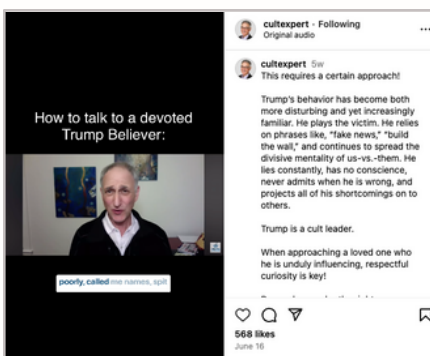 How to talk to a devoted
Trump Believer:
poorly, called me names, spit
cultexpert · Following
Original audio
cultexpert 5w
This requires a certain approach!
Trump's behavior has become both
more disturbing and yet increasingly
familiar. He plays the victim. He relies
on phrases like, "fake news," "build
the wall," and continues to spread the
divisive mentality of us-vs.-them. He
lies constantly, has no conscience,
never admits when he is wrong, and
projects all of his shortcomings on to
others.
Trump is a cult leader.
When approaching a loved one who
he is unduly influencing, respectful
curiosity is key!
568 likes
June 16